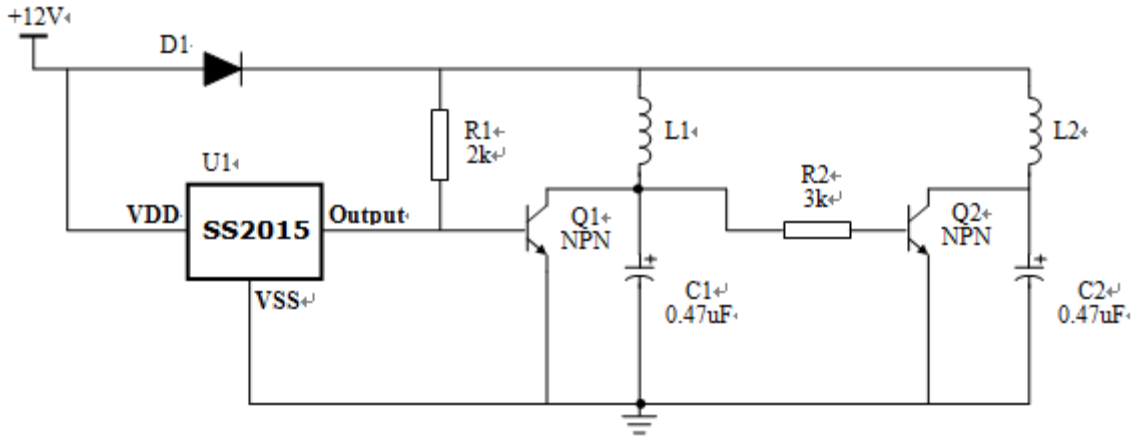 +12V
D1
R1
2k
L1
L2
U1
R2
3k
VDD
SS2015
Output
Q1
NPN
Q2
NPN
VSS
+
C1
0.47uF
+
C2
0.47uF